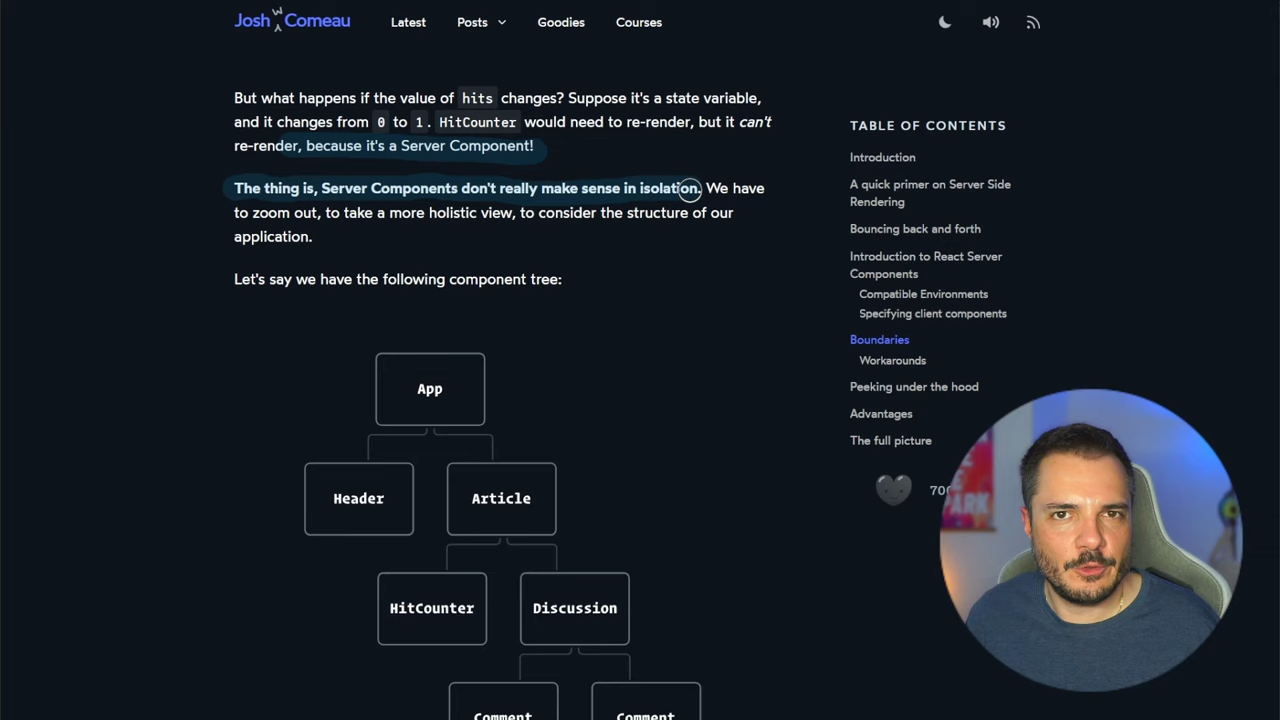 Josh W Comeau
Latest
Posts
Goodies
Courses
But what happens if the value of hits changes? Suppose it's a state variable,
and it changes from 0 to 1. HitCounter would need to re-render, but it can't
re-render, because it's a Server Component!
The thing is, Server Components don't really make sense in isolation. We have
to zoom out, to take a more holistic view, to consider the structure of our
application.
Let's say we have the following component tree:
App
Header
Article
HitCounter
Discussion
Comment
Comment
TABLE OF CONTENTS
Introduction
A quick primer on Server Side
Rendering
Bouncing back and forth
Introduction to React Server
Components
Compatible Environments
Specifying client components
Boundaries
Workarounds
Peeking under the hood
Advantages
The full picture